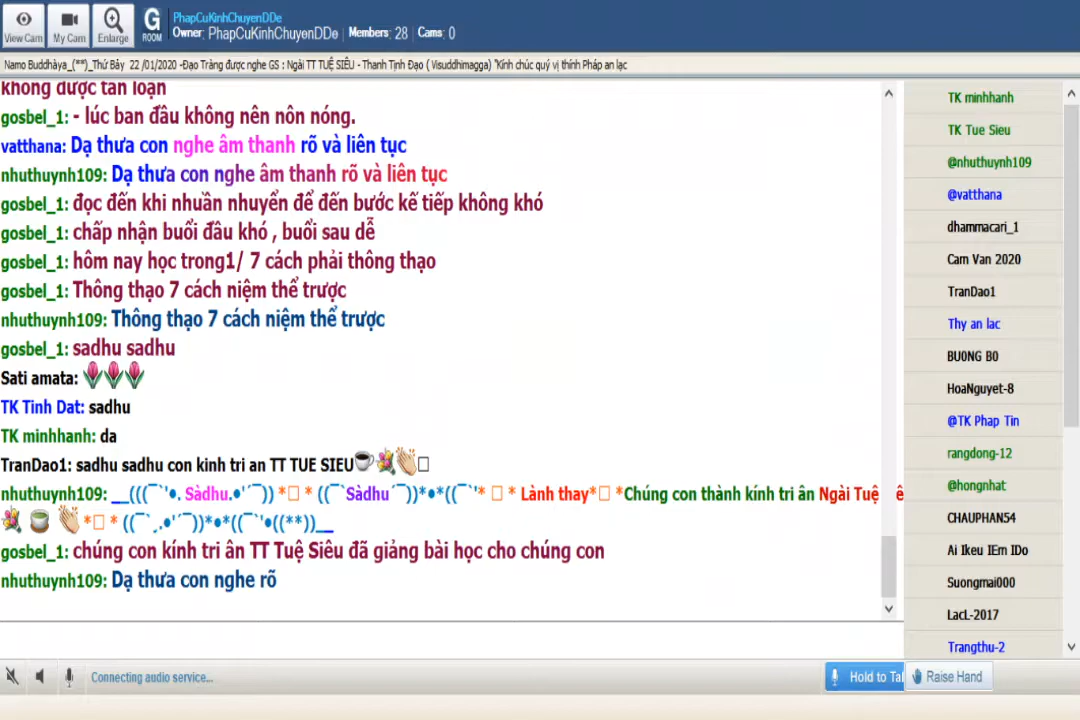 View Cam
My Cam
Enlarge
G
ROOM
PhapCuKinhChuyenDDe
Owner: PhapCuKinhChuyenDDe | Members: 28 | Cams: 0
Namo Buddhàya_(**)_Thứ Bảy 22 /01/2020 -Đạo Tràng được nghe GS : Ngài TT TUỆ SIÊU - Thanh Tịnh Đạo ( Visuddhimagga) "Kính chúc quý vị thính Pháp an lạc
không được tán loạn
gosbel_1: - lúc ban đầu không nên nôn nóng.
vatthana: Dạ thưa con nghe âm thanh rõ và liên tục
nhuthuynh109: Dạ thưa con nghe âm thanh rõ và liên tục
gosbel_1: đọc đến khi nhuần nhuyển để đến bước kế tiếp không khó
gosbel_1: chấp nhận buổi đầu khó , buổi sau dễ
gosbel_1: hôm nay học trong1/ 7 cách phải thông thạo
gosbel_1: Thông thạo 7 cách niệm thể trược
nhuthuynh109: Thông thạo 7 cách niệm thể trược
gosbel_1: sadhu sadhu
Sati amata:
TK Tinh Dat: sadhu
TK minhhanh: da
TranDao1: sadhu sadhu con kinh tri an TT TUE SIEU
nhuthuynh109: __(((¯`'•. Sàdhu.•'´¯)) *□ * ((¯`Sàdhu´¯))*•*((¯`'* □ * Lành thay*□ *Chúng con thành kính tri ân Ngài Tuệ ê
*□ * ((¯`¸.•'´¯))*•*((¯`'•((**))__
gosbel_1: chúng con kính tri ân TT Tuệ Siêu đã giảng bài học cho chúng con
nhuthuynh109: Dạ thưa con nghe rõ
TK minhhanh
TK Tue Sieu
@nhuthuynh109
@vatthana
dhammacari_1
Cam Van 2020
TranDao1
Thy an lac
BUONG BO
HoaNguyet-8
@TK Phap Tin
rangdong-12
@hongnhat
CHAUPHAN54
Ai Ikeu IEm IDo
Suongmai000
LacL-2017
Trangthu-2
Connecting audio service...
Hold to Tal
Raise Hand